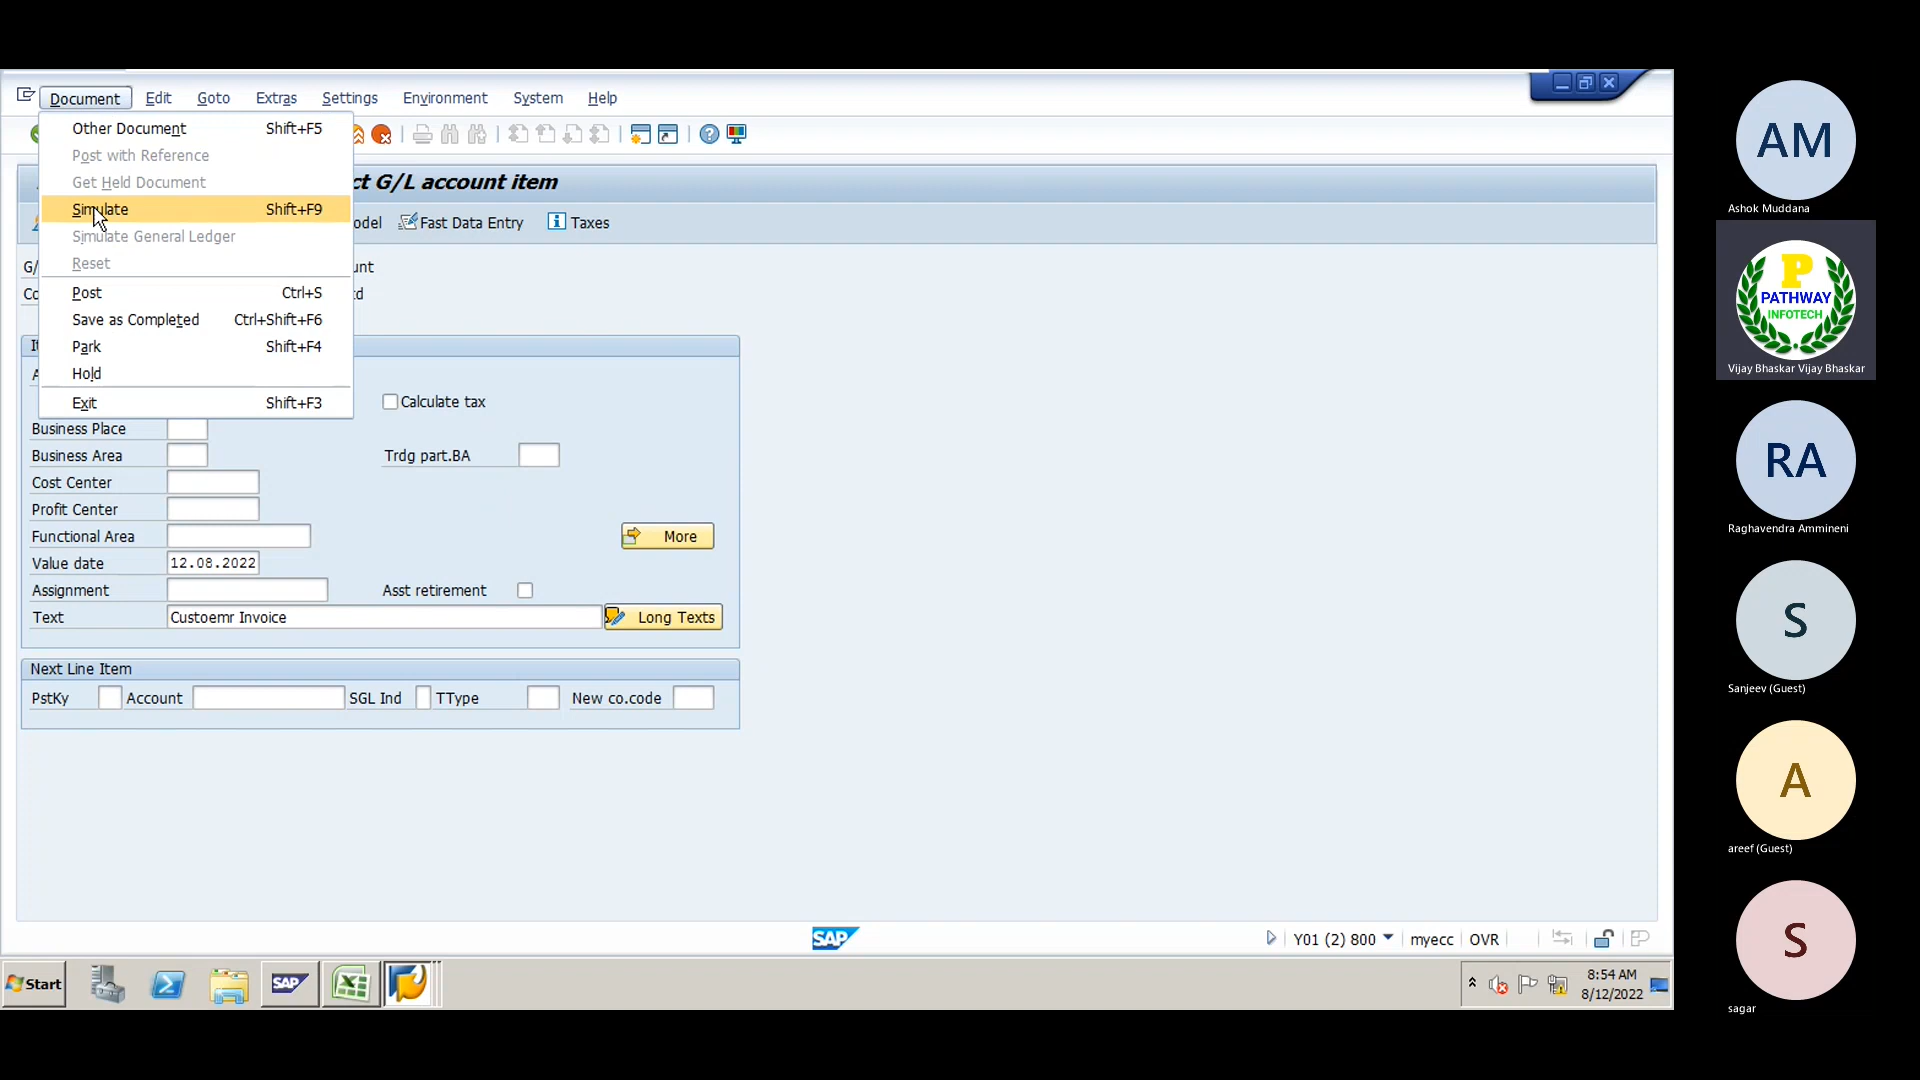 Document Edit Goto Extras Settings Environment System Help
Other Document Shift+F5
Post with Reference
Get Held Document
Simulate Shift+F9
Simulate General Ledger
Reset
Post Ctrl+S
Save as Completed Ctrl+Shift+F6
Park Shift+F4
Hold
Exit Shift+F3
ct G/L account item
odel Fast Data Entry Taxes
G/ unt
Co d
It
A
Calculate tax
Business Place
Business Area Trdg part.BA
Cost Center
Profit Center
Functional Area More
Value date 12.08.2022
Assignment Asst retirement
Text Custoemr Invoice Long Texts
Next Line Item
PstKy Account SGL Ind TType New co.code
SAP Y01 (2) 800 myecc OVR
Start SAP 8:54 AM
8/12/2022
AM
Ashok Muddana
P
PATHWAY
INFOTECH
Vijay Bhaskar Vijay Bhaskar
RA
Raghavendra Ammineni
S
Sanjeev (Guest)
A
areef (Guest)
S
sagar